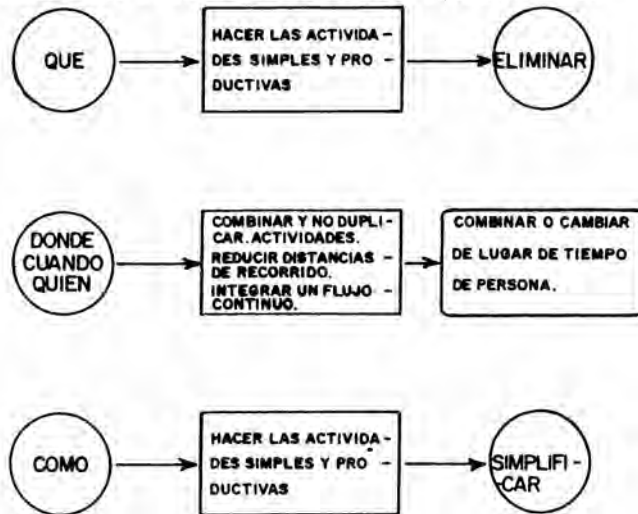 QUE
HACER LAS ACTIVIDA-
DES SIMPLES Y PRO -
DUCTIVAS
ELIMINAR
DONDE
CUANDO
QUIEN
COMBINAR Y NO DUPLI-
CAR. ACTIVIDADES.
REDUCIR DISTANCIAS -
DE RECORRIDO.
INTEGRAR UN FLUJO -
CONTINUO.
COMBINAR O CAMBIAR
DE LUGAR DE TIEMPO
DE PERSONA.
COMO
HACER LAS ACTIVIDA-
DES SIMPLES Y PRO -
DUCTIVAS
SIMPLIFI -
-CAR